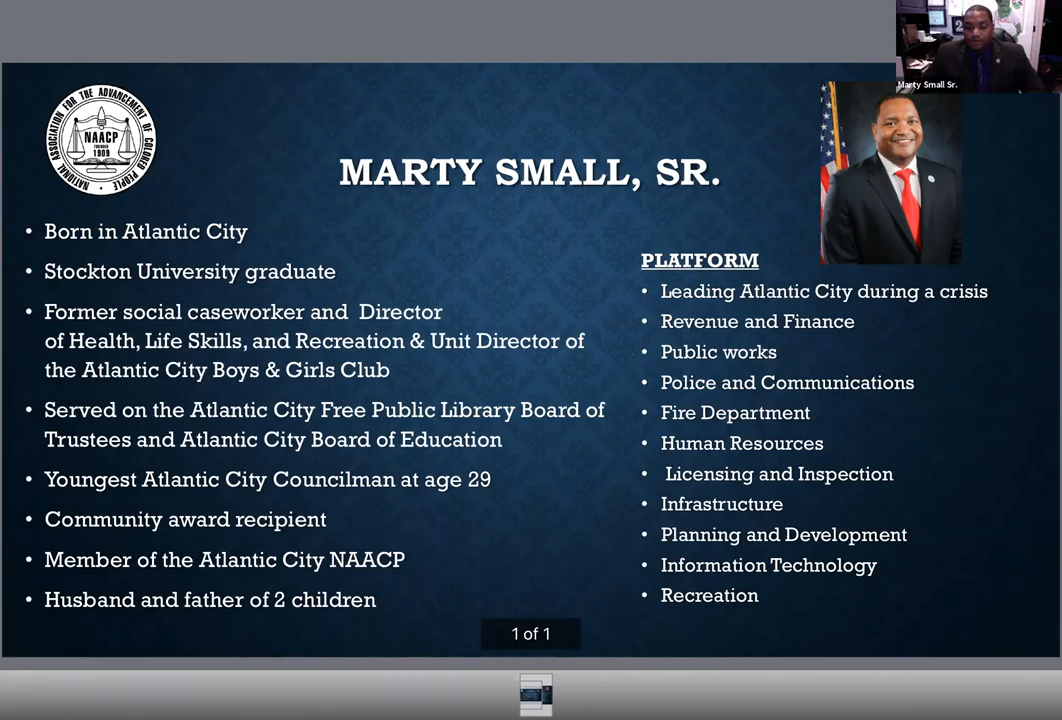 Marty Small Sr.
NATIONAL ASSOCIATION FOR THE ADVANCEMENT OF COLORED PEOPLE
NAACP
FOUNDED
1909
MARTY SMALL, SR.
• Born in Atlantic City
• Stockton University graduate
• Former social caseworker and Director
of Health, Life Skills, and Recreation & Unit Director of
the Atlantic City Boys & Girls Club
• Served on the Atlantic City Free Public Library Board of
Trustees and Atlantic City Board of Education
• Youngest Atlantic City Councilman at age 29
• Community award recipient
• Member of the Atlantic City NAACP
• Husband and father of 2 children
PLATFORM
• Leading Atlantic City during a crisis
• Revenue and Finance
• Public works
• Police and Communications
• Fire Department
• Human Resources
• Licensing and Inspection
• Infrastructure
• Planning and Development
• Information Technology
• Recreation
1 of 1